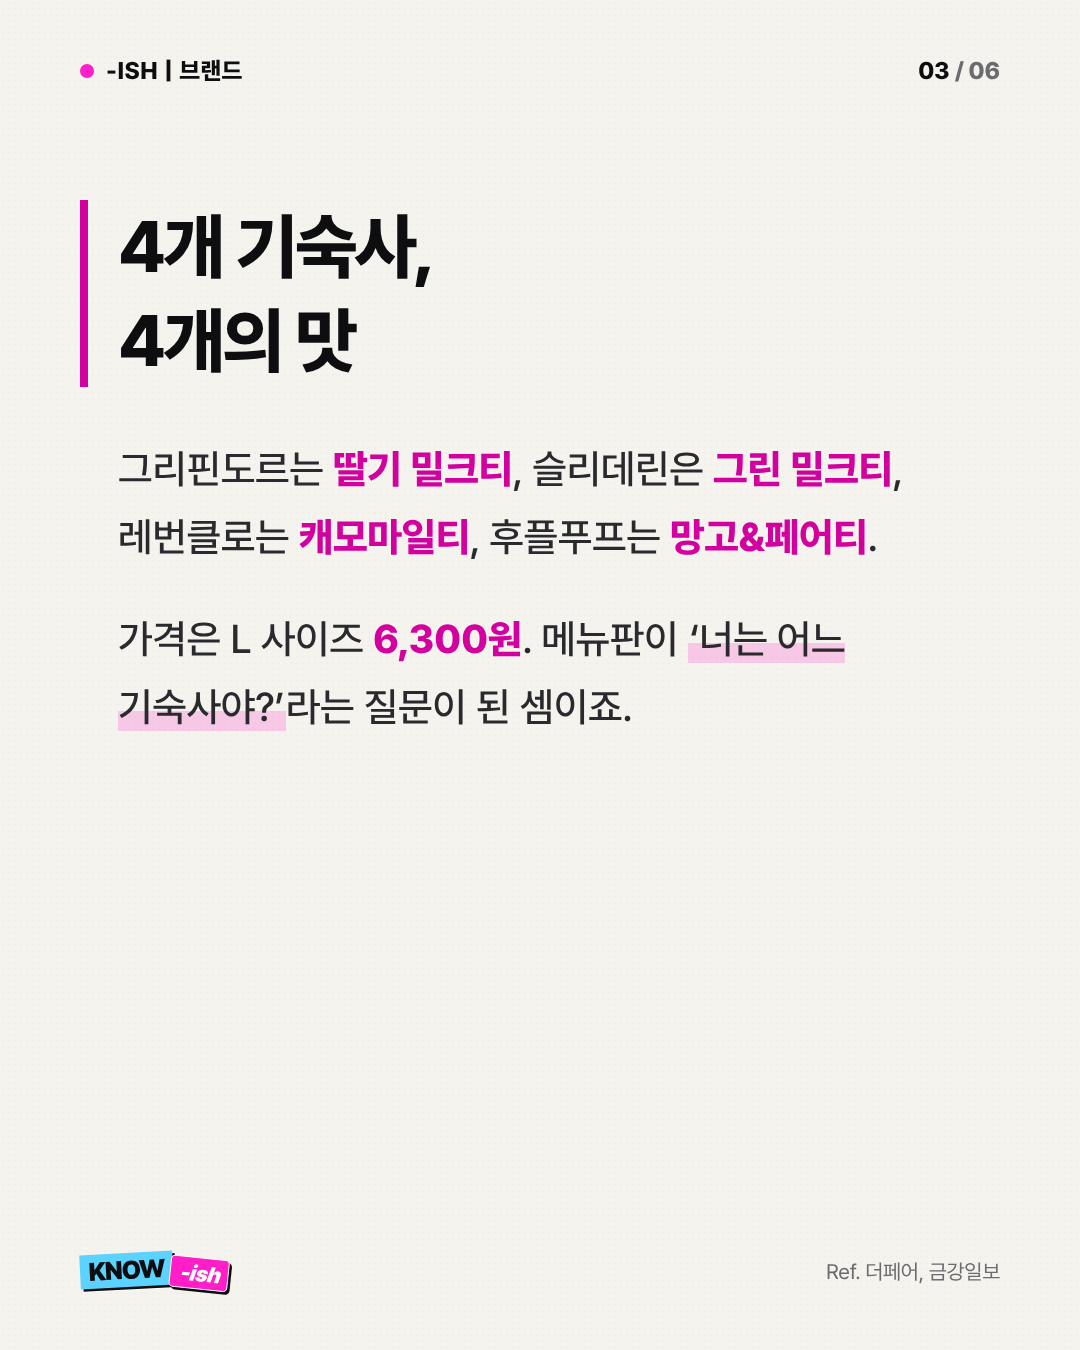 -ISH | 브랜드
03 / 06
4개 기숙사,
4개의 맛
그리핀도르는 딸기 밀크티, 슬리데린은 그린 밀크티,
레번클로는 캐모마일티, 후플푸프는 망고&페어티.
가격은 L 사이즈 6,300원. 메뉴판이 ‘너는 어느
기숙사야?’라는 질문이 된 셈이죠.
KNOW -ish
Ref. 더페어, 금강일보